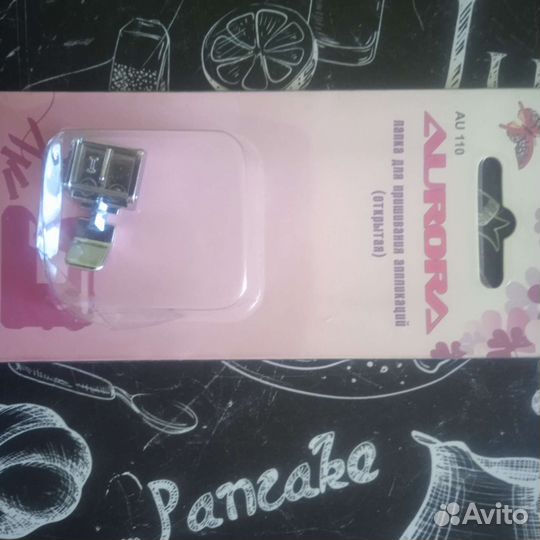 AU 110
AURORA
лапка для пришивания аппликаций
(открытая)
Pancake
Avito